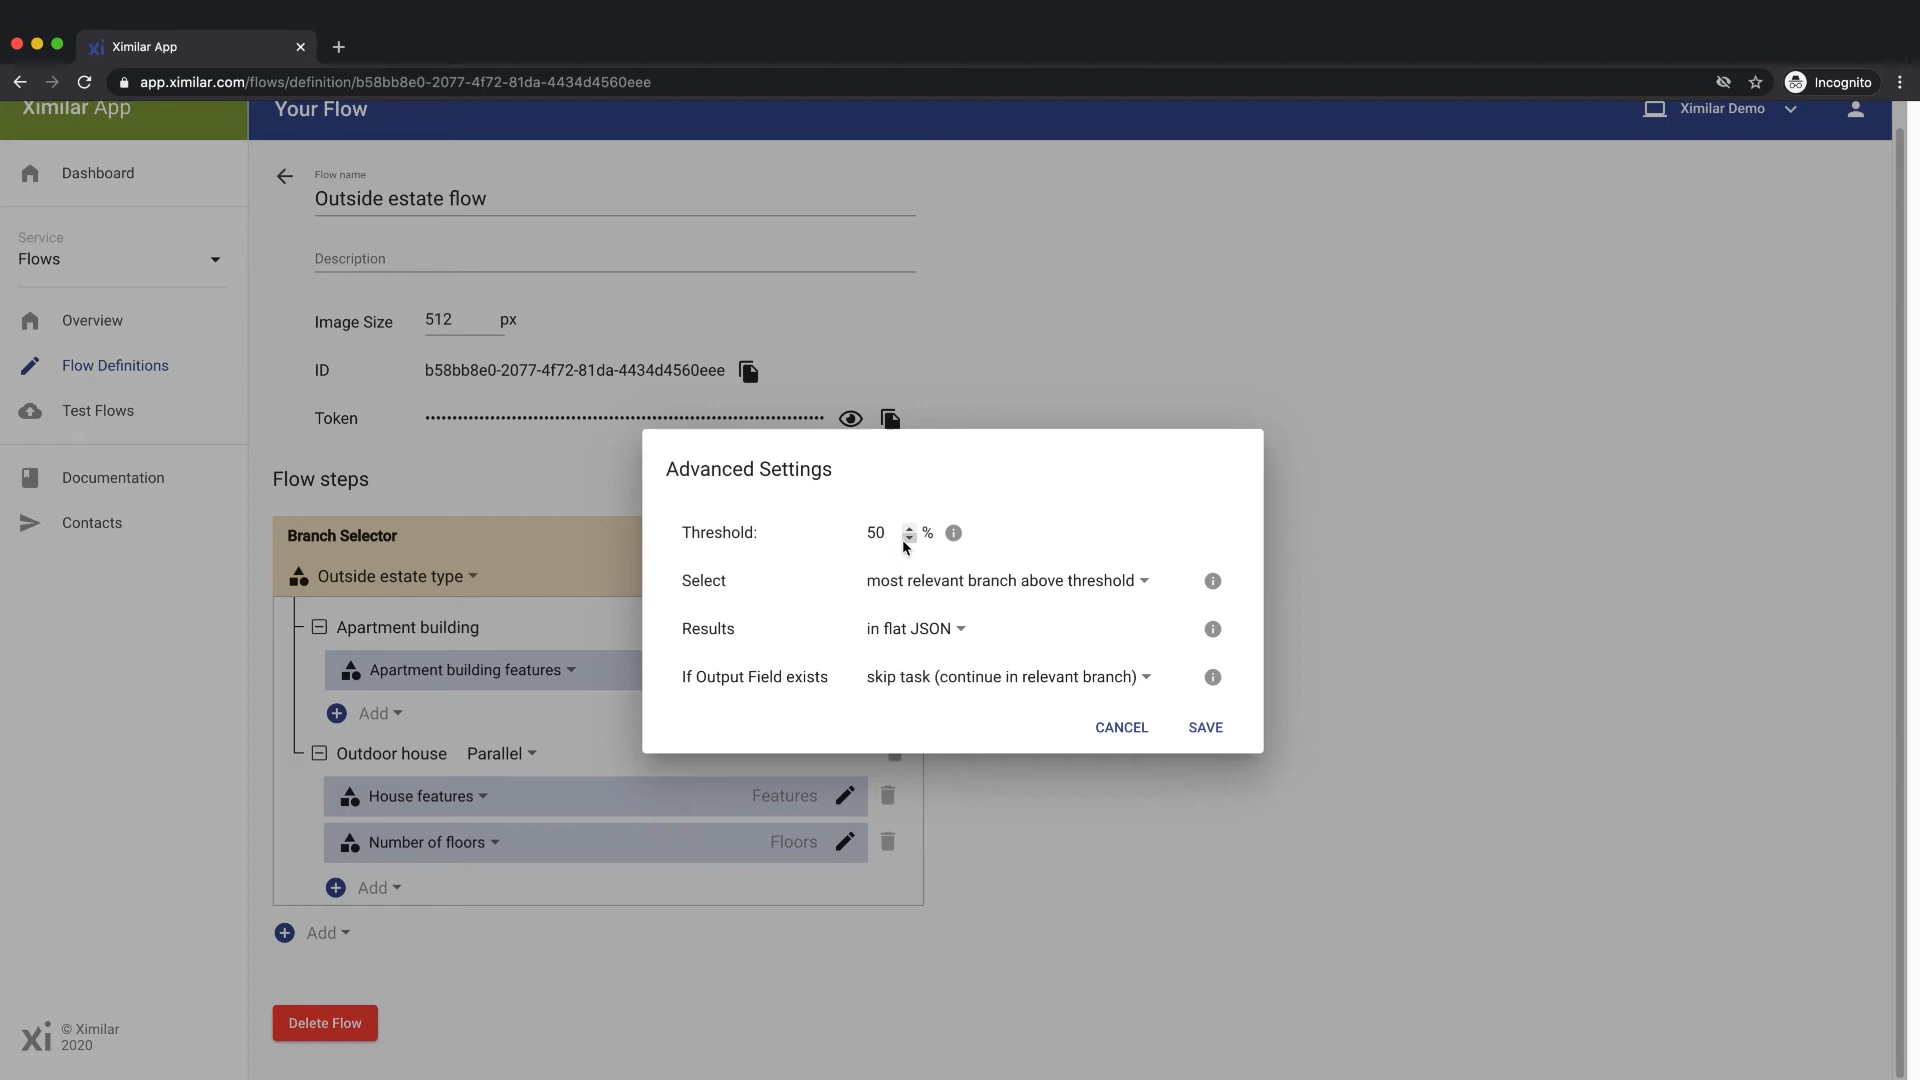 Ximilar App
app.ximilar.com/flows/definition/b58bb8e0-2077-4f72-81da-4434d4560eee
Incognito
Ximilar App
Your Flow
Ximilar Demo
Dashboard
Service
Flows
Overview
Flow Definitions
Test Flows
Documentation
Contacts
Flow name
Outside estate flow
Description
Image Size 512 px
ID b58bb8e0-2077-4f72-81da-4434d4560eee
Token
Flow steps
Branch Selector
Outside estate type
Apartment building
Apartment building features
Add
Outdoor house Parallel
House features Features
Number of floors Floors
Add
Add
Delete Flow
Advanced Settings
Threshold: 50 %
Select most relevant branch above threshold
Results in flat JSON
If Output Field exists skip task (continue in relevant branch)
CANCEL SAVE
xi © Ximilar
2020